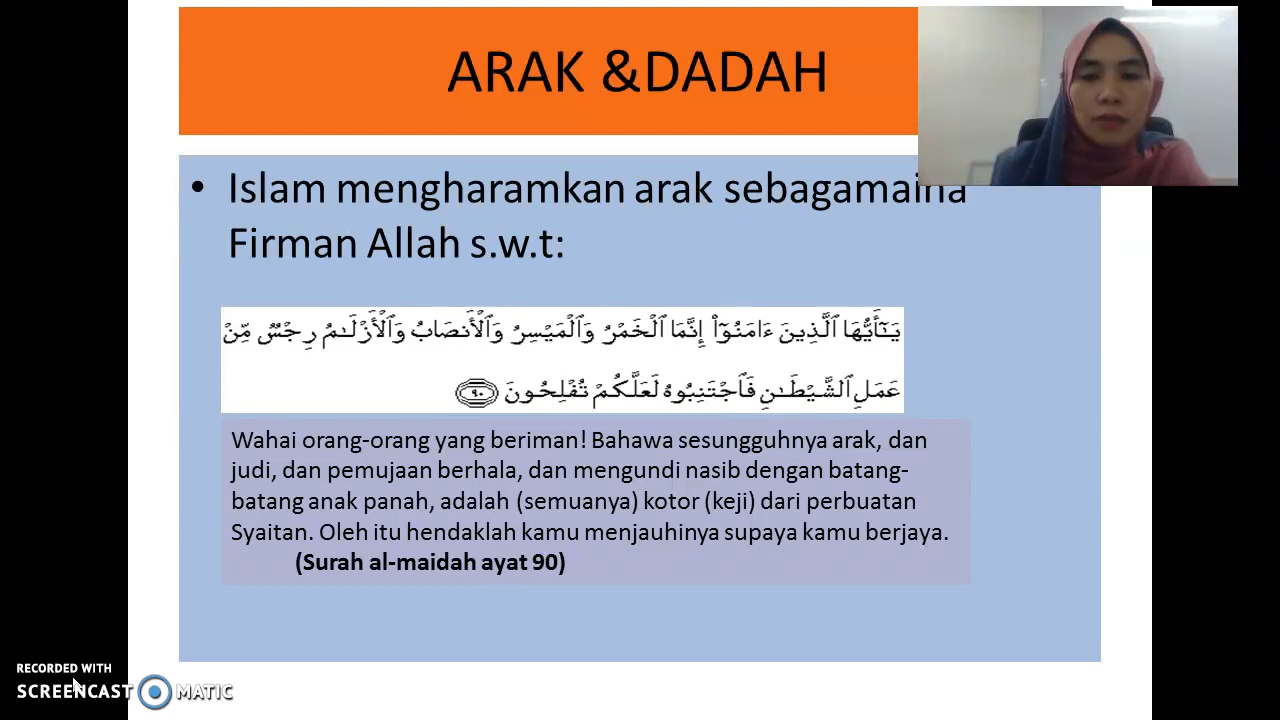 ARAK &DADAH
• Islam mengharamkan arak sebagamaina
Firman Allah s.w.t:
يَـٰٓأَيُّهَا ٱلَّذِينَ ءَامَنُوٓا۟ إِنَّمَا ٱلْخَمْرُ وَٱلْمَيْسِرُ وَٱلْأَنصَابُ وَٱلْأَزْلَـٰمُ رِجْسٌ مِّنْ
عَمَلِ ٱلشَّيْطَـٰنِ فَٱجْتَنِبُوهُ لَعَلَّكُمْ تُفْلِحُونَ ٩٠
Wahai orang-orang yang beriman! Bahawa sesungguhnya arak, dan
judi, dan pemujaan berhala, dan mengundi nasib dengan batang-
batang anak panah, adalah (semuanya) kotor (keji) dari perbuatan
Syaitan. Oleh itu hendaklah kamu menjauhinya supaya kamu berjaya.
(Surah al-maidah ayat 90)
RECORDED WITH
SCREENCAST MATIC